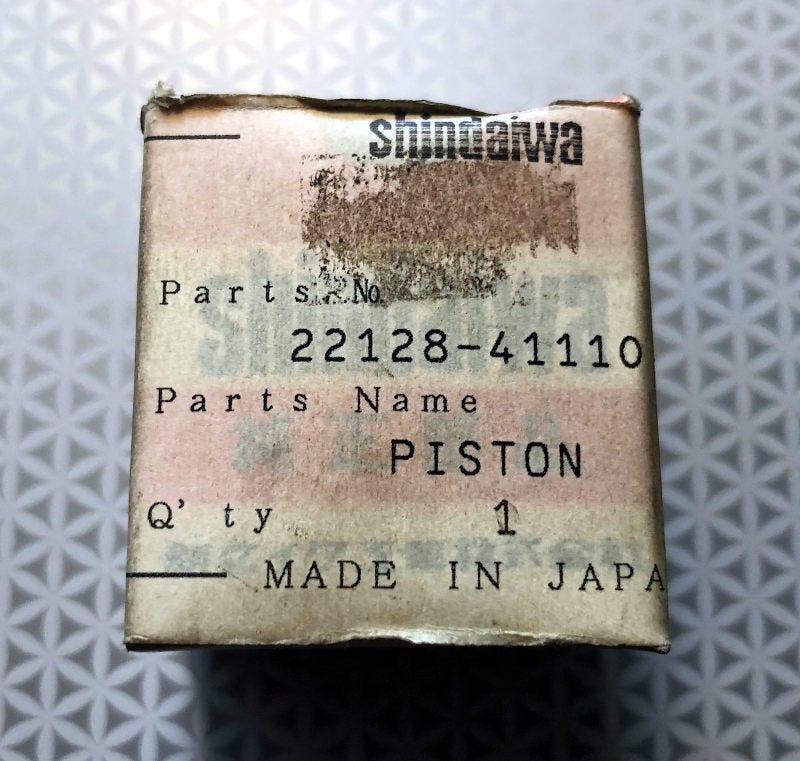 shindaiwa
Parts No.
22128-41110
Parts Name
PISTON
Q'ty 1
MADE IN JAPA